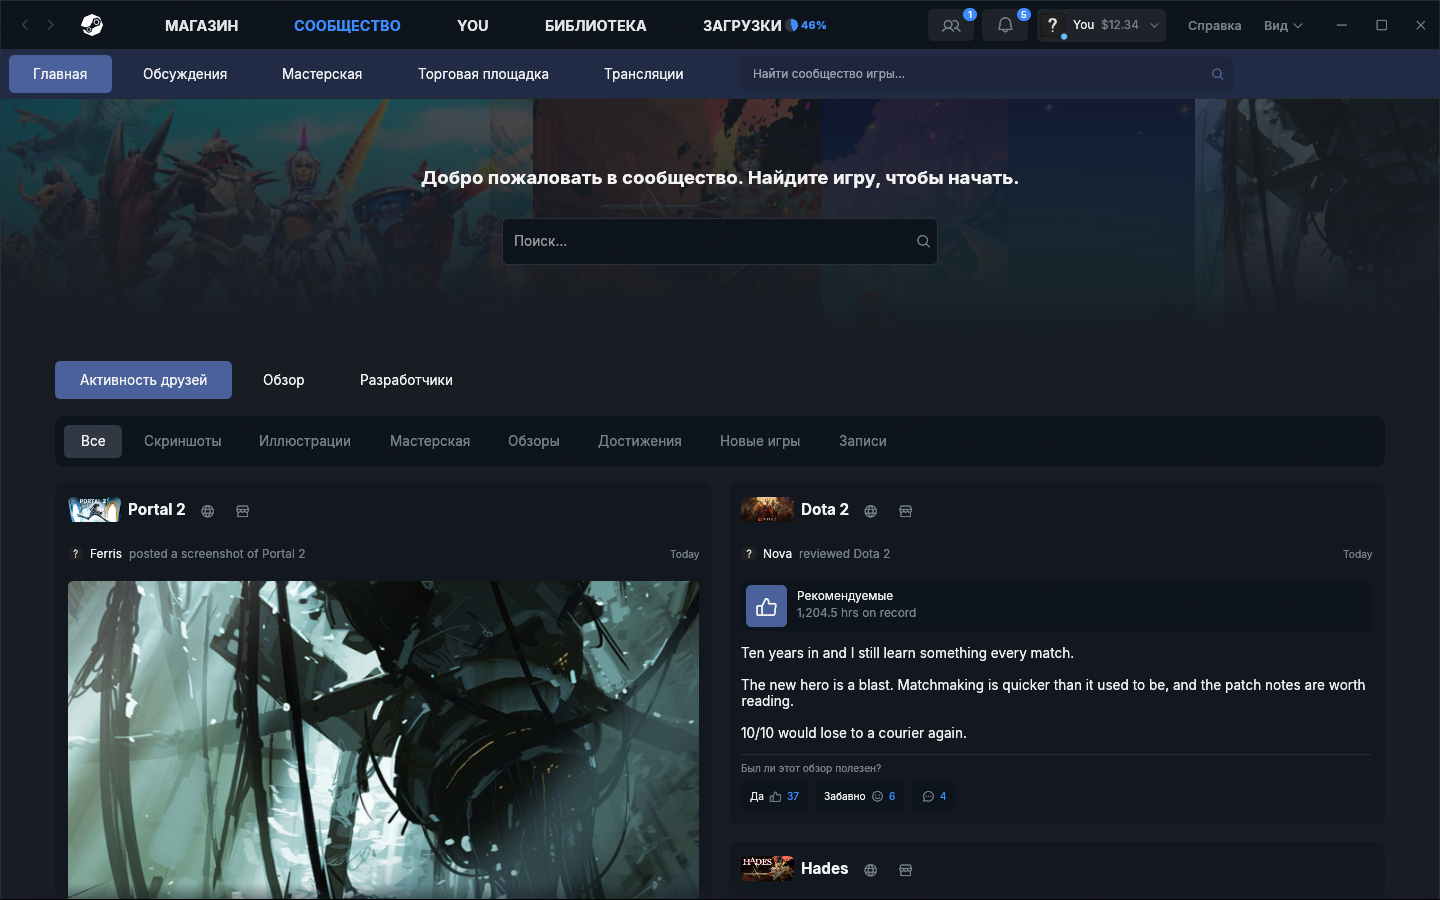 МАГАЗИН СООБЩЕСТВО YOU БИБЛИОТЕКА ЗАГРУЗКИ 46% 1 5 ? You $12.34 Справка Вид
Главная Обсуждения Мастерская Торговая площадка Трансляции Найти сообщество игры...
Добро пожаловать в сообщество. Найдите игру, чтобы начать.
Поиск...
Активность друзей Обзор Разработчики
Все Скриншоты Иллюстрации Мастерская Обзоры Достижения Новые игры Записи
PORTAL 2 Portal 2
? Ferris posted a screenshot of Portal 2 Today
Dota 2
? Nova reviewed Dota 2 Today
Рекомендуемые
1,204.5 hrs on record
Ten years in and I still learn something every match.
The new hero is a blast. Matchmaking is quicker than it used to be, and the patch notes are worth
reading.
10/10 would lose to a courier again.
Был ли этот обзор полезен?
Да 37 Забавно 6 4
HADES Hades